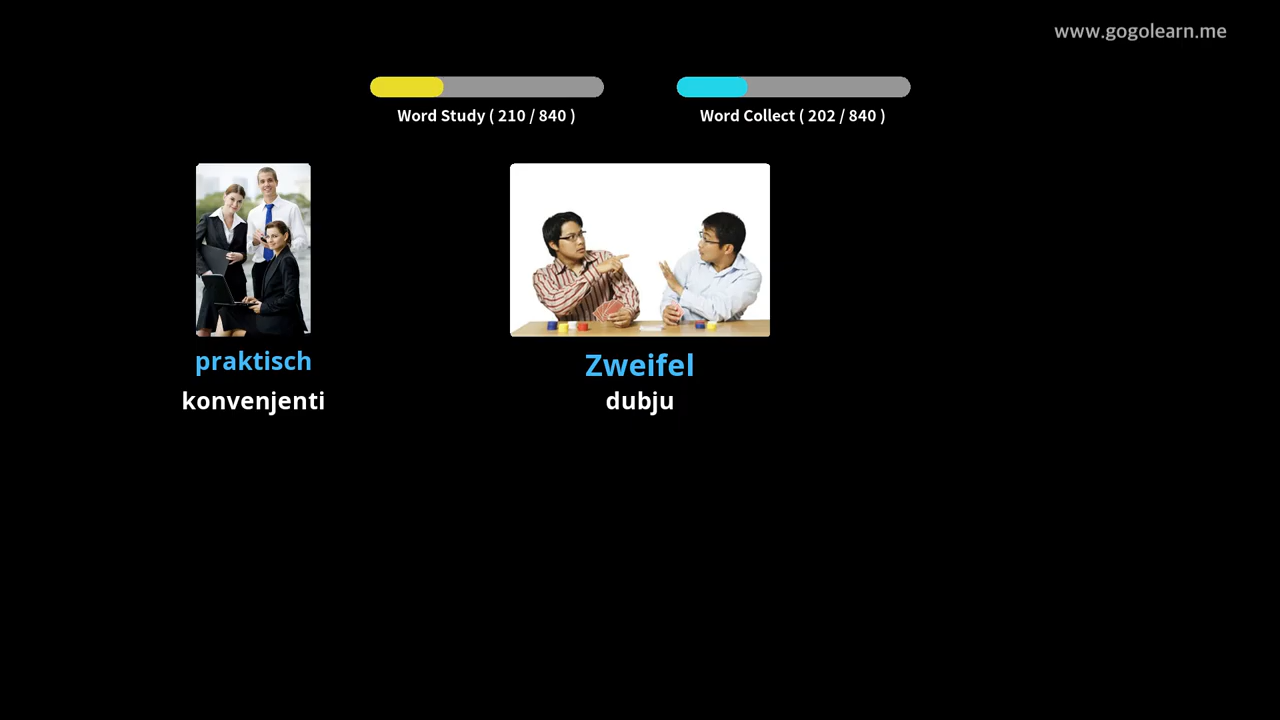 www.gogolearn.me
Word Study ( 210 / 840 )
Word Collect ( 202 / 840 )
praktisch
konvenjenti
Zweifel
dubju